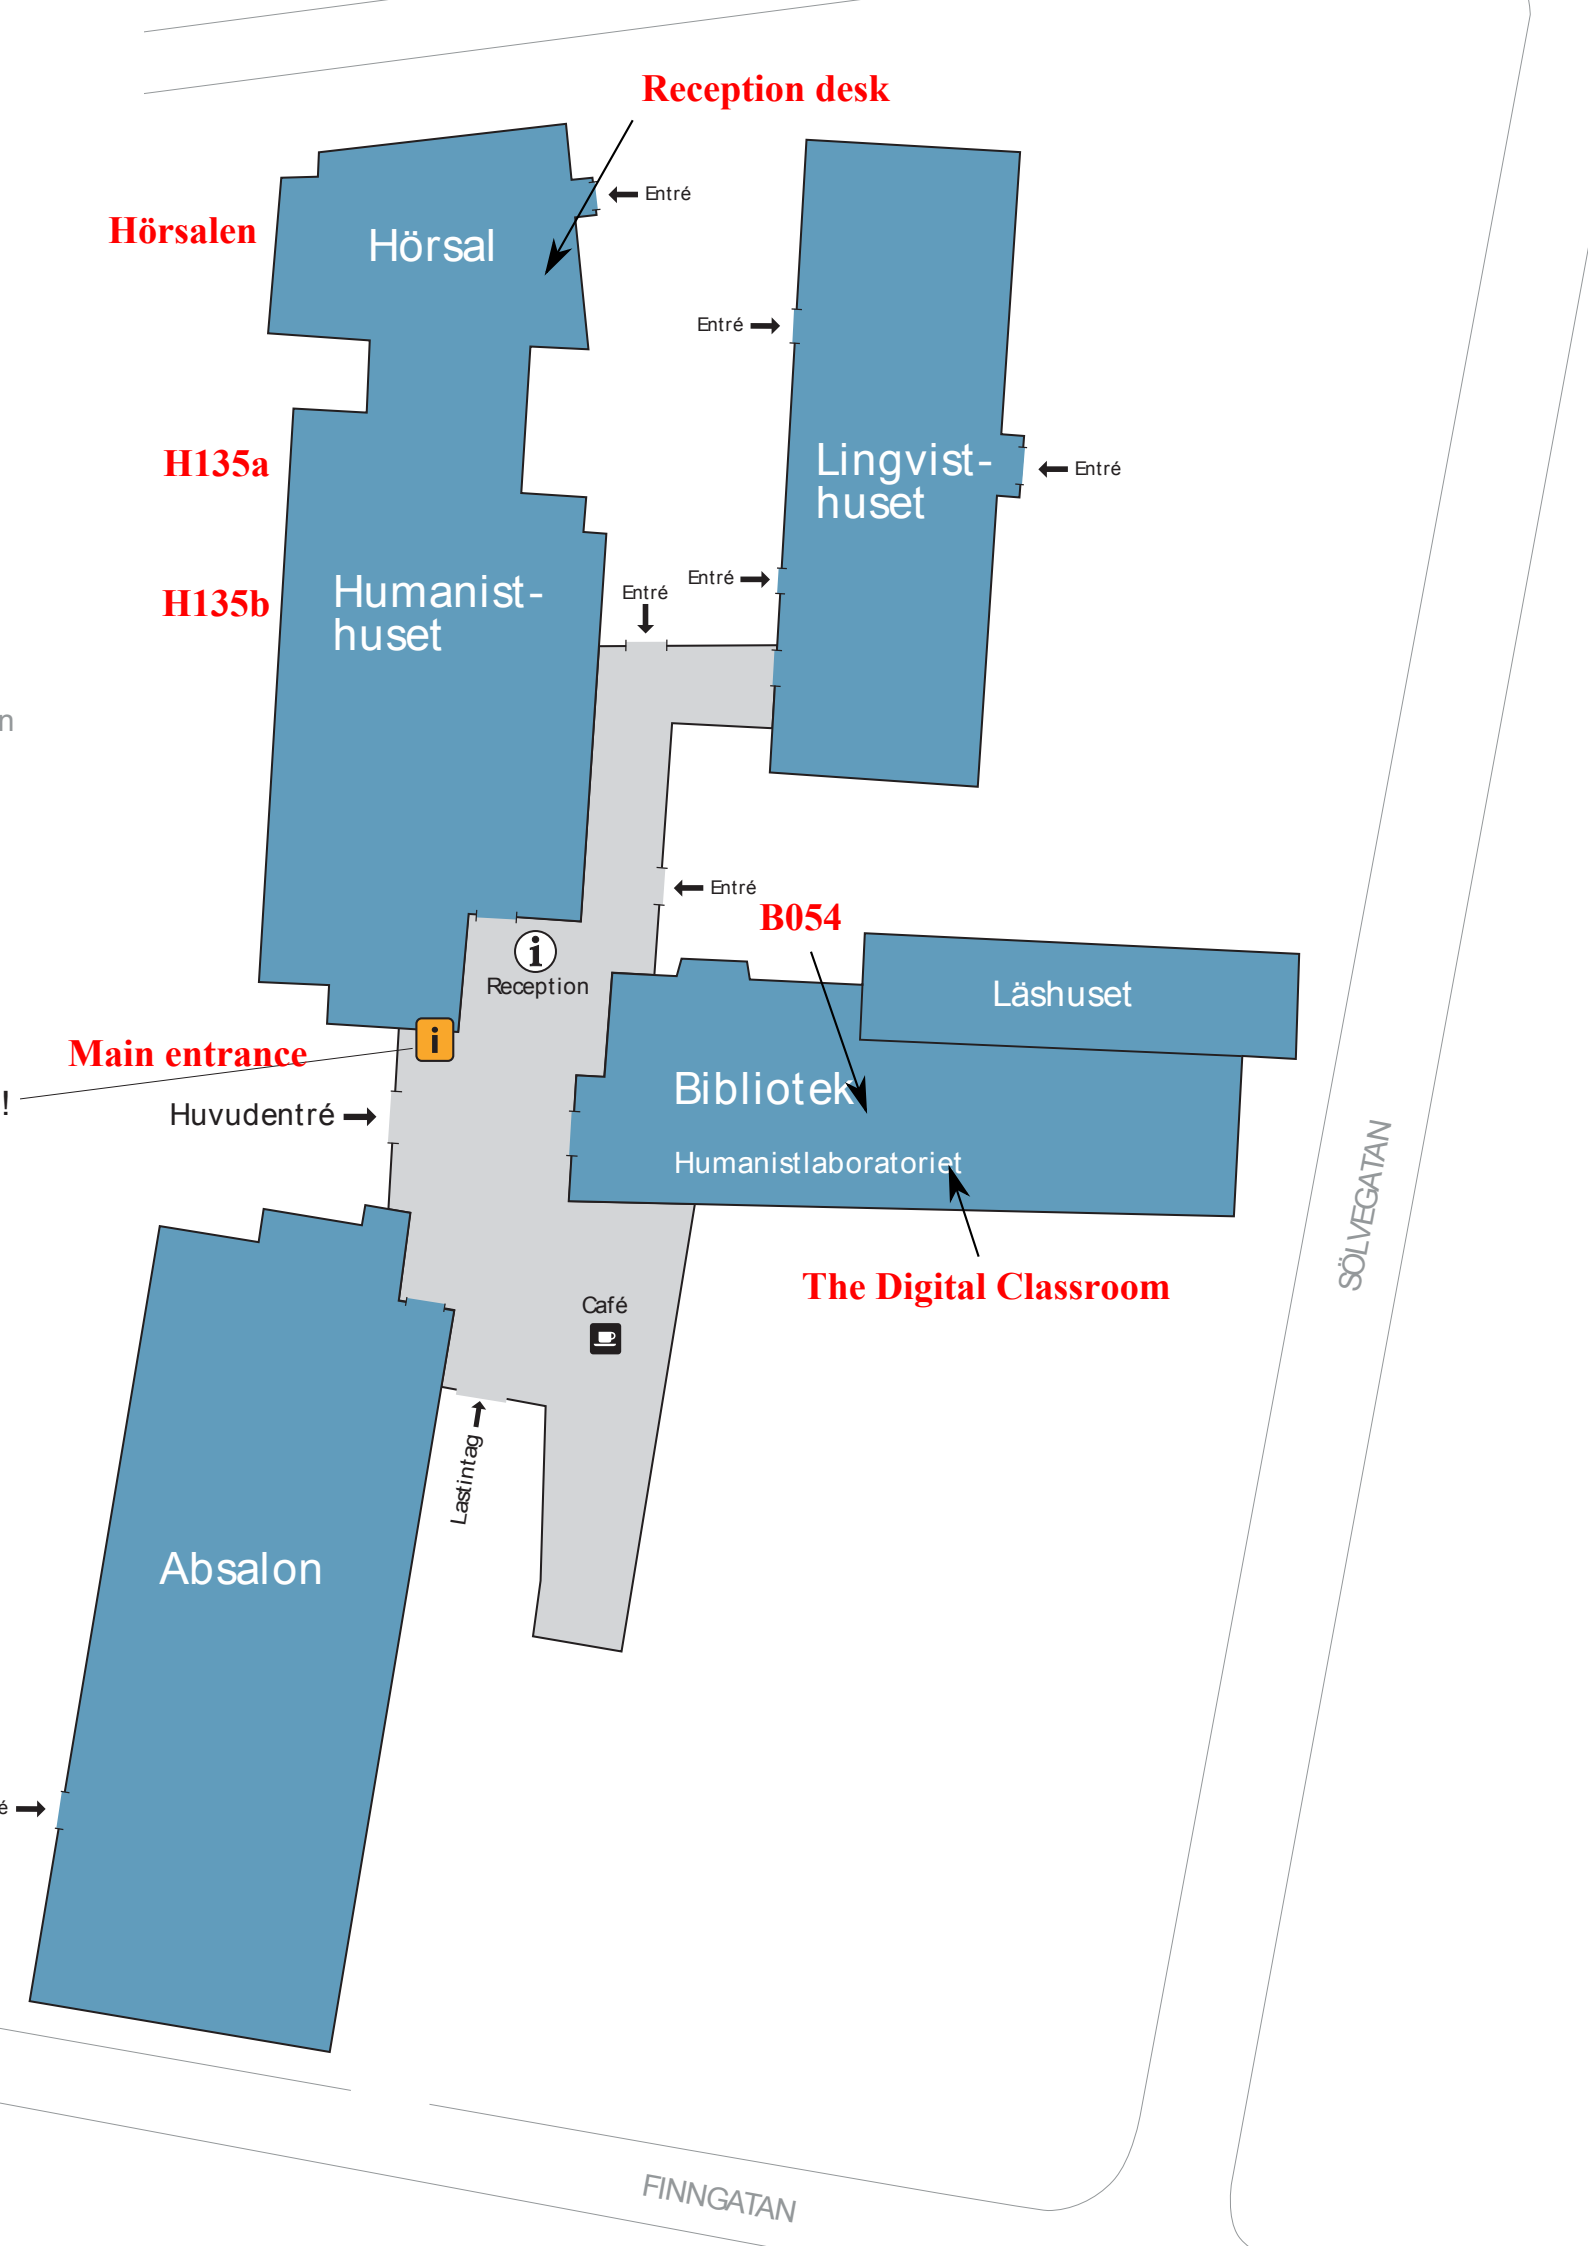 Reception desk
Entré
Hörsalen
Hörsal
Entré
Lingvist-
huset
Entré
H135a
Humanist-
huset
H135b
Entré
Entré
n
Entré
B054
i
Reception
Läshuset
i
Main entrance
!
Huvudentré
Bibliotek
Humanistlaboratoriet
SÖLVEGATAN
The Digital Classroom
Café
Lastintag
Absalon
é
FINNGATAN